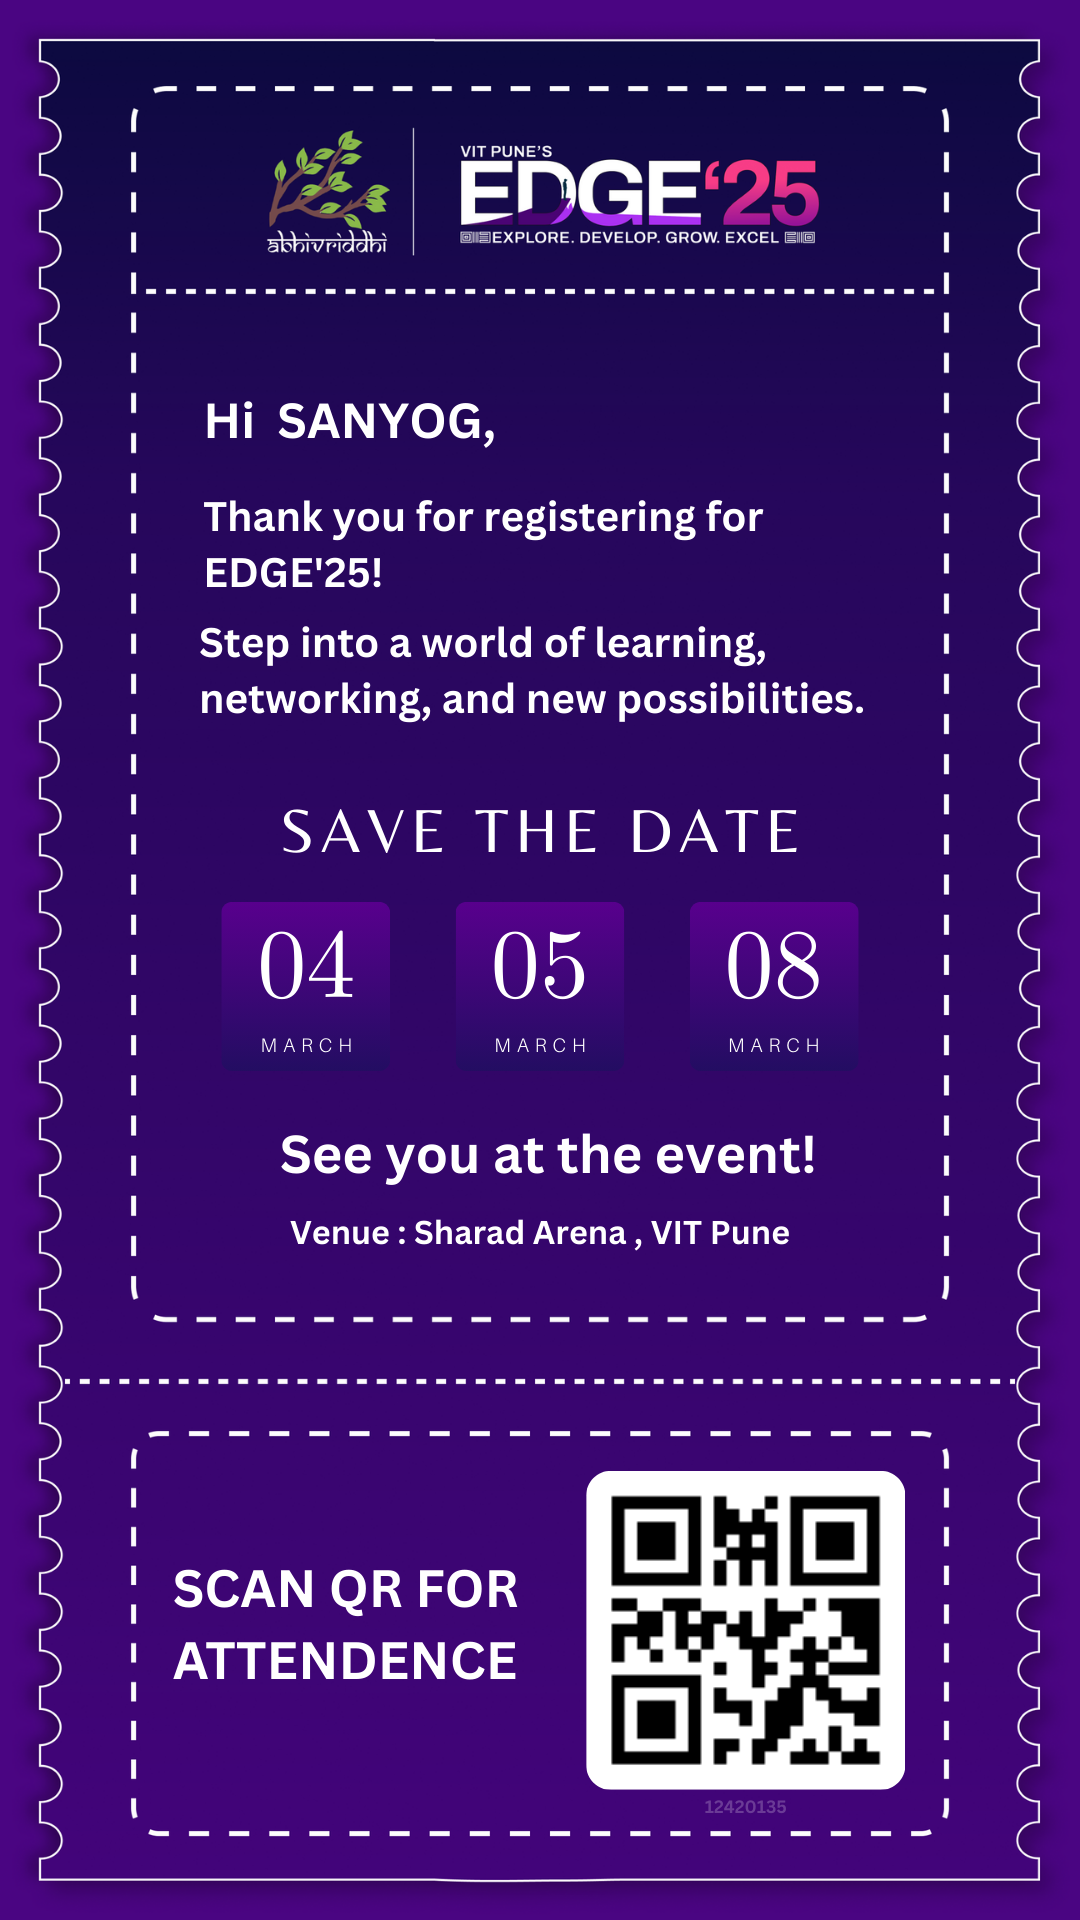 abhivriddhi
VIT PUNE'S
EDGE'25
EXPLORE. DEVELOP. GROW. EXCEL
Hi SANYOG,
Thank you for registering for
EDGE'25!
Step into a world of learning,
networking, and new possibilities.
SAVE THE DATE
04 05 08
MARCH MARCH MARCH
See you at the event!
Venue : Sharad Arena , VIT Pune
SCAN QR FOR
ATTENDENCE
12420135